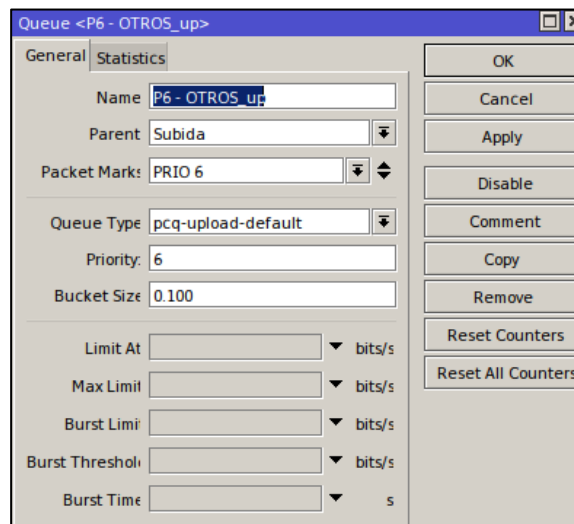 Queue <P6 - OTROS_up>
General Statistics
Name P6 - OTROS_up
Parent Subida
Packet Marks PRIO 6
Queue Type pcq-upload-default
Priority: 6
Bucket Size 0.100
Limit At bits/s
Max Limit bits/s
Burst Limit bits/s
Burst Threshold bits/s
Burst Time s
OK
Cancel
Apply
Disable
Comment
Copy
Remove
Reset Counters
Reset All Counters